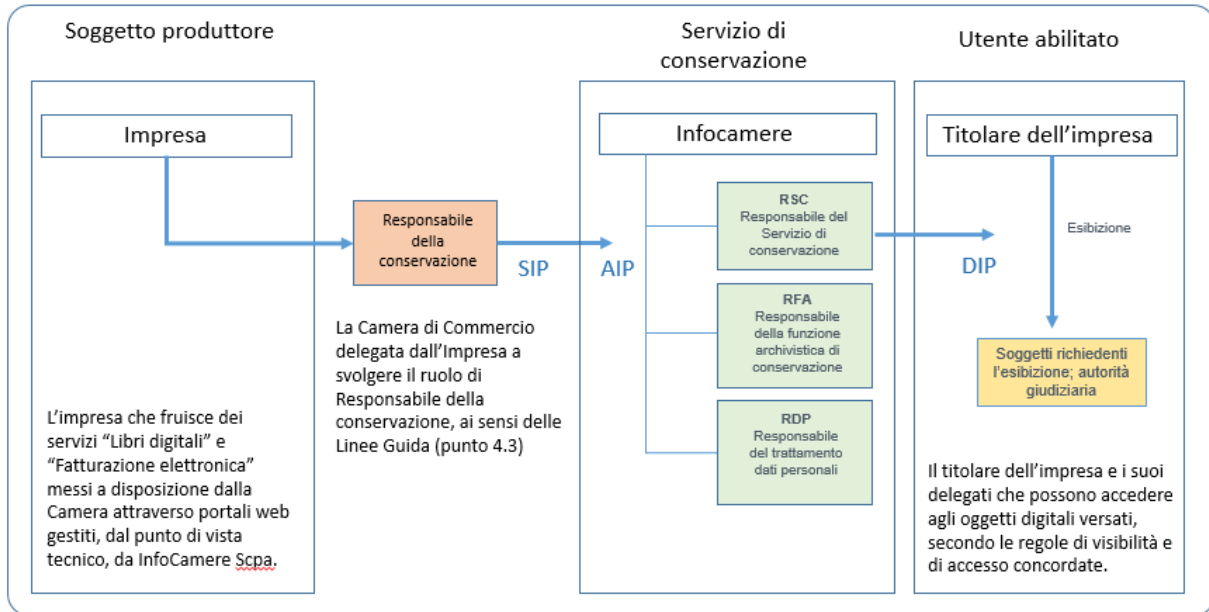 Soggetto produttore
Impresa
L'impresa che fruisce dei
servizi "Libri digitali" e
"Fatturazione elettronica"
messi a disposizione dalla
Camera attraverso portali web
gestiti, dal punto di vista
tecnico, da InfoCamere Scpa.
Responsabile
della
conservazione
SIP
La Camera di Commercio
delegata dall'Impresa a
svolgere il ruolo di
Responsabile della
conservazione, ai sensi delle
Linee Guida (punto 4.3)
AIP
Servizio di
conservazione
Infocamere
RSC
Responsabile del
Servizio di
conservazione
RFA
Responsabile
della funzione
archivistica di
conservazione
RDP
Responsabile
del trattamento
dati personali
DIP
Utente abilitato
Titolare dell'impresa
Esibizione
Soggetti richiedenti
l'esibizione; autorità
giudiziaria
Il titolare dell'impresa e i suoi
delegati che possono accedere
agli oggetti digitali versati,
secondo le regole di visibilità e
di accesso concordate.